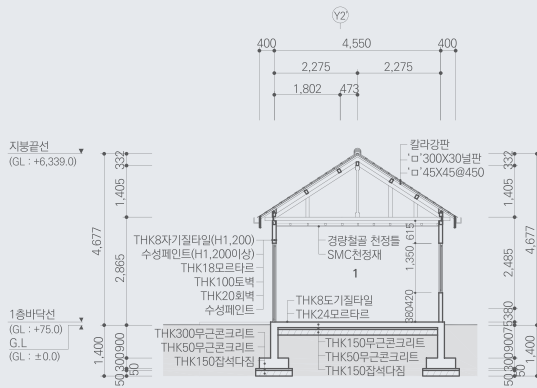 Y2'
400 4,550 400
2,275 2,275
1,802 473
지붕끝선
(GL : +6,339.0)
332
1,405
4,677
2,865
칼라강판
'ㅁ'300X30널판
'ㅁ'45X45@450
332
1,405
4,677
2,485
THK8자기질타일(H1,200)
수성페인트(H1,200이상)
THK18모르타르
THK100토벽
THK20회벽
수성페인트
경량철골 천정틀
SMC천정재
615
1,350
1
THK8도기질타일
THK24모르타르
1층바닥선
(GL : +75.0)
G.L
(GL : ±0.0)
1,400
50 300 900
50
THK300무근콘크리트
THK50무근콘크리트
THK150잡석다짐
THK150무근콘크리트
THK50무근콘크리트
THK150잡석다짐
1,400
50